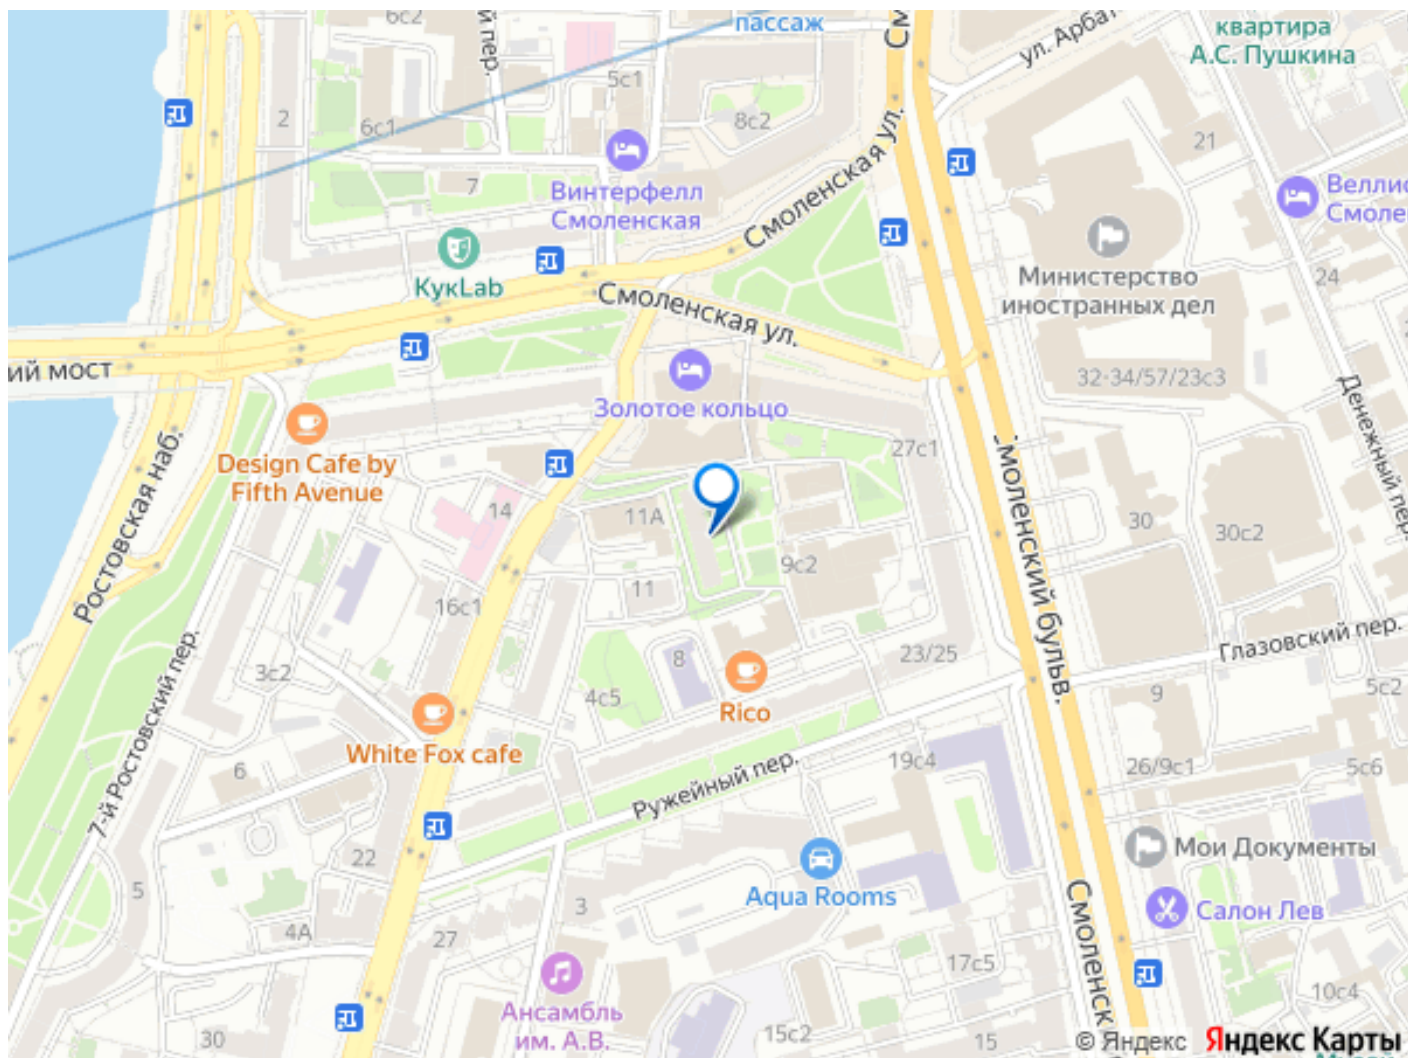 6с2
й пер.
пассаж
См
ул. Арбат
квартира
А.С. Пушкина
5с1
2
6с1
8с2
21
7
Винтерфелл
Смоленская
Смоленская ул.
Веллис
Смолен
КукLab
Министерство
иностранных дел
24
Смоленская ул.
ий мост
32-34/57/23с3
Золотое кольцо
Денежный пер.
Design Cafe by
Fifth Avenue
27с1
Ростовская наб.
14
11А
30
30с2
Смоленский бульв.
9с2
11
16с1
Глазовский пер.
3с2
8
23/25
4с5
9
5с2
7-й Ростовский пер.
Rico
White Fox cafe
6
Ружейный пер.
19с4
26/9с1
5с6
22
Мои Документы
5
Aqua Rooms
3
Салон Лев
4А
27
Смоленск
17с5
10с4
Ансамбль
им. А.В.
30
15с2
15
© Яндекс Яндекс Карты